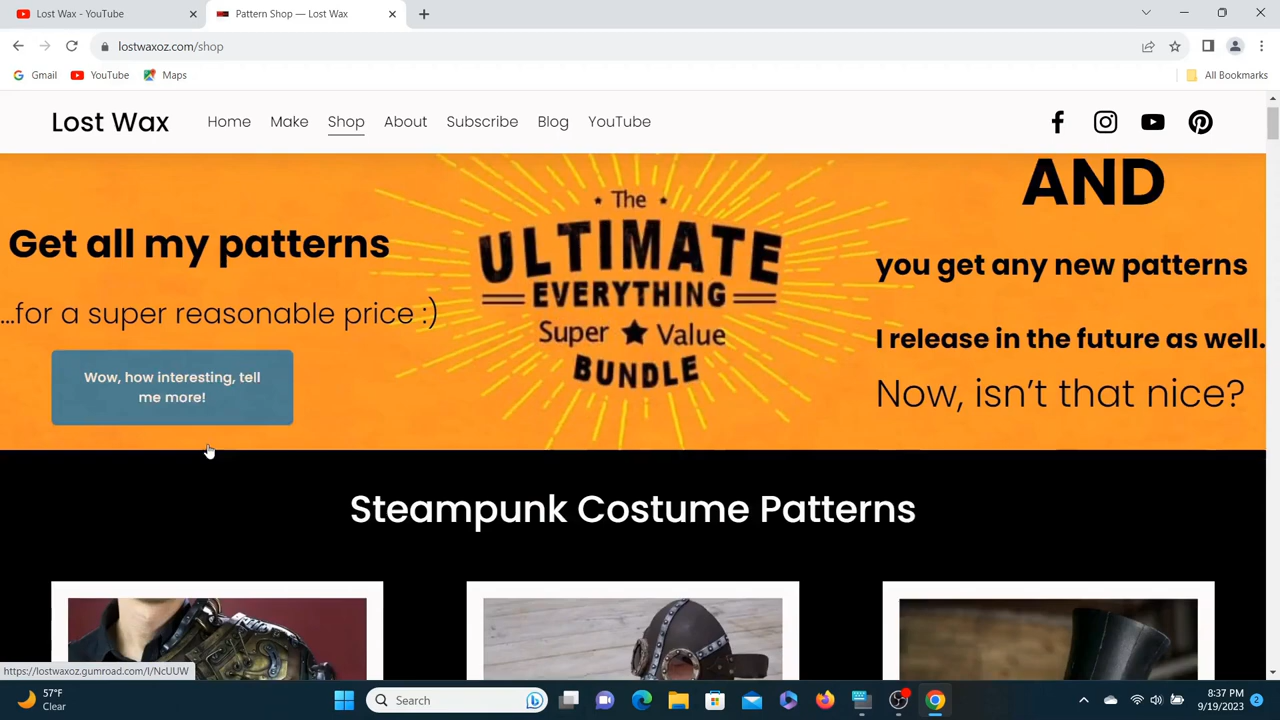 Lost Wax - YouTube
Pattern Shop — Lost Wax
lostwaxoz.com/shop
Gmail
YouTube
Maps
All Bookmarks
Lost Wax
Home
Make
Shop
About
Subscribe
Blog
YouTube
Get all my patterns
...for a super reasonable price :)
Wow, how interesting, tell
me more!
The
ULTIMATE
EVERYTHING
Super ★ Value
BUNDLE
AND
you get any new patterns
I release in the future as well.
Now, isn't that nice?
Steampunk Costume Patterns
https://lostwaxoz.gumroad.com/l/NcUUW
57°F
Clear
Search
8:37 PM
9/19/2023
2